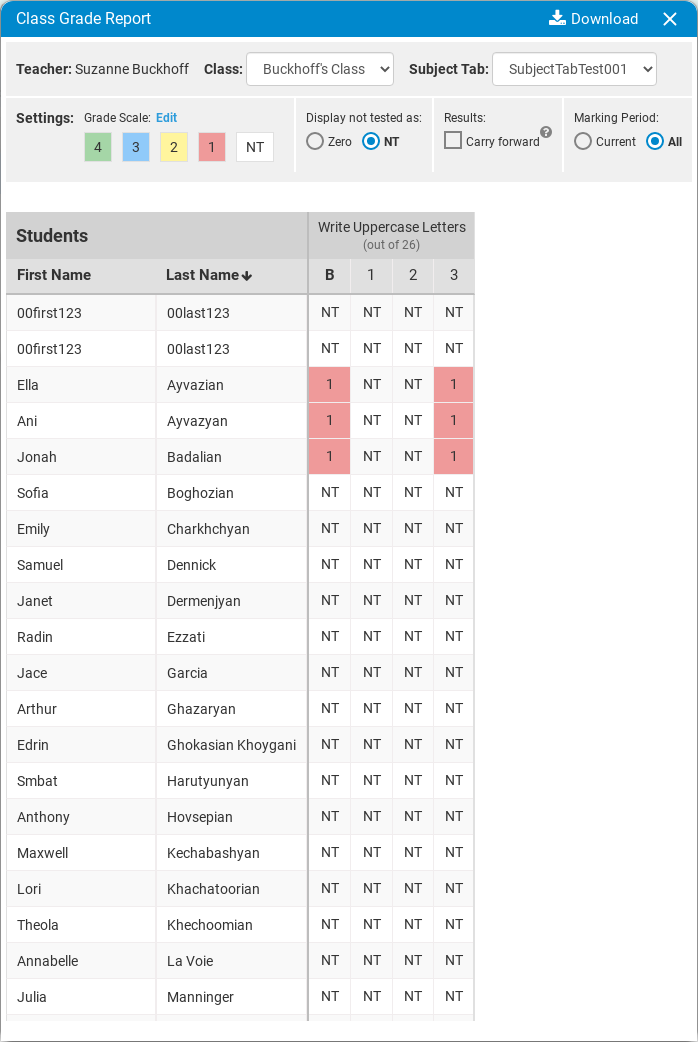 Class Grade Report Download
Teacher: Suzanne Buckhoff Class: Buckhoff's Class Subject Tab: SubjectTabTest001
Settings: Grade Scale: Edit Display not tested as: Results: Marking Period:
4 3 2 1 NT Zero NT Carry forward ? Current All
Students Write Uppercase Letters
(out of 26)
First Name Last Name B 1 2 3
00first123 00last123 NT NT NT NT
00first123 00last123 NT NT NT NT
Ella Ayvazian 1 NT NT 1
Ani Ayvazyan 1 NT NT 1
Jonah Badalian 1 NT NT 1
Sofia Boghozian NT NT NT NT
Emily Charkhchyan NT NT NT NT
Samuel Dennick NT NT NT NT
Janet Dermenjyan NT NT NT NT
Radin Ezzati NT NT NT NT
Jace Garcia NT NT NT NT
Arthur Ghazaryan NT NT NT NT
Edrin Ghokasian Khoygani NT NT NT NT
Smbat Harutyunyan NT NT NT NT
Anthony Hovsepian NT NT NT NT
Maxwell Kechabashyan NT NT NT NT
Lori Khachatoorian NT NT NT NT
Theola Khechoomian NT NT NT NT
Annabelle La Voie NT NT NT NT
Julia Manninger NT NT NT NT